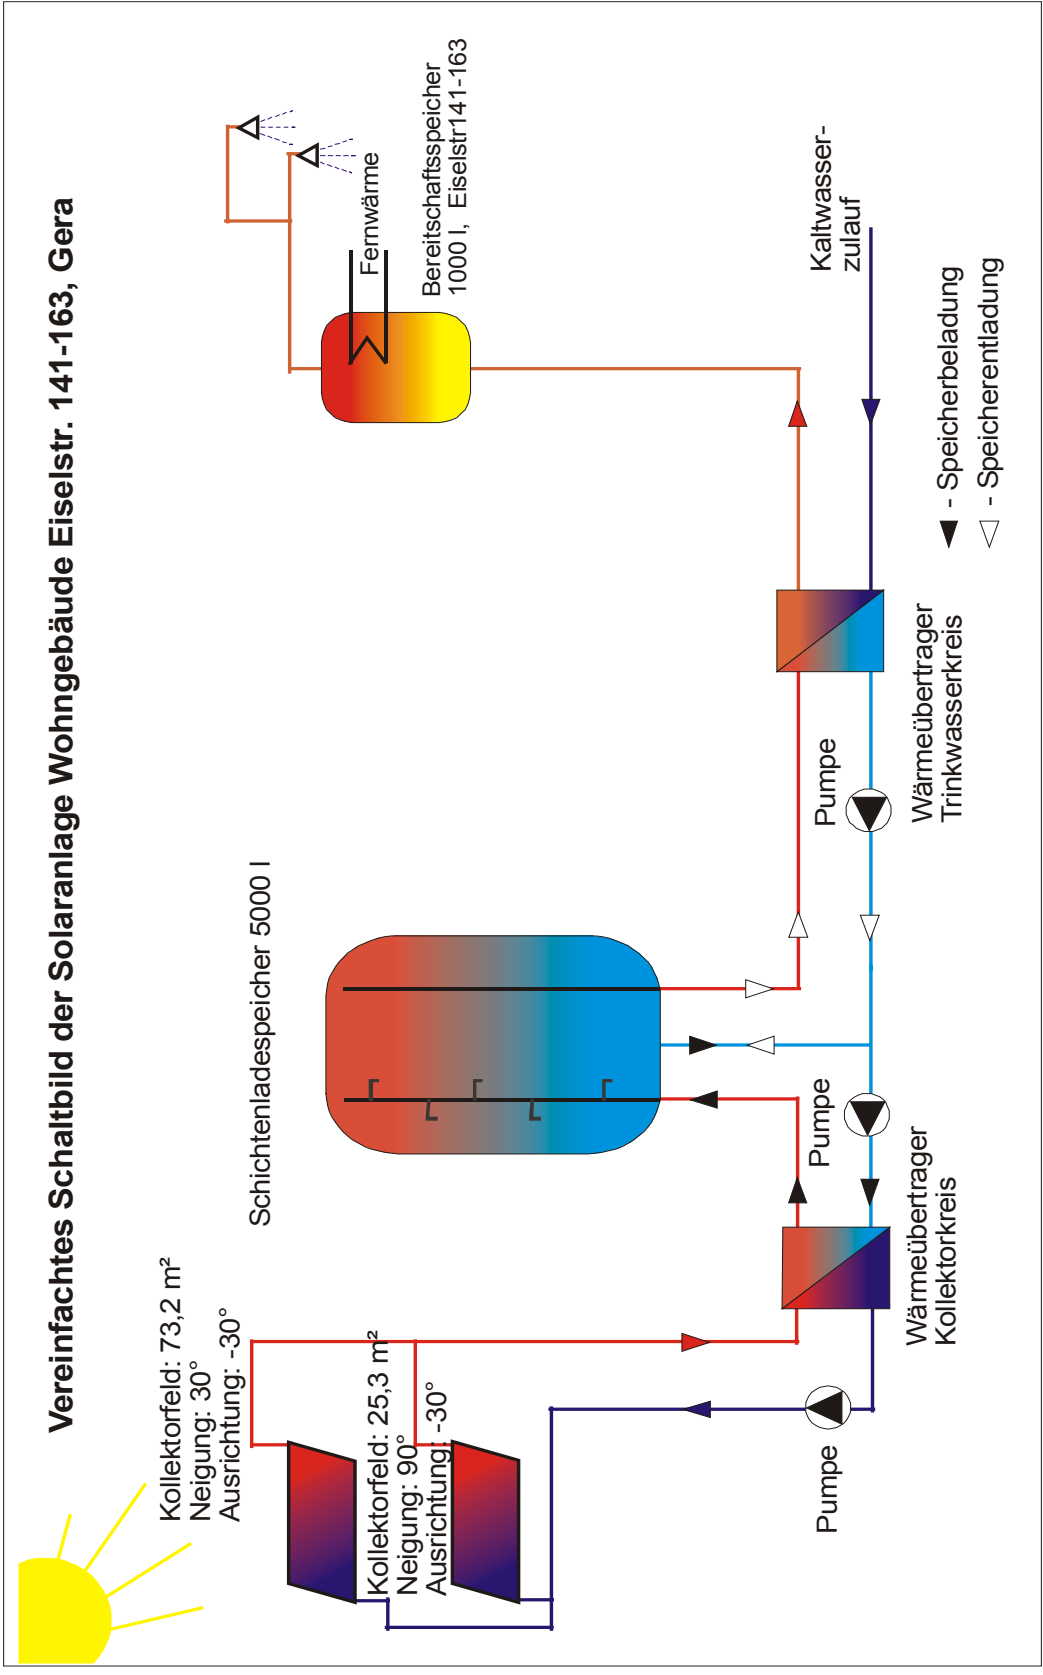 Vereinfachtes Schaltbild der Solaranlage Wohngebäude Eiselstr. 141-163, Gera
Kollektorfeld: 73,2 m²
Neigung: 30°
Ausrichtung: -30°
Kollektorfeld: 25,3 m²
Neigung: 90°
Ausrichtung: -30°
Schichtenladespeicher 5000 l
Fernwärme
Bereitschaftsspeicher
1000 l, Eiselstr141-163
Pumpe
Pumpe
Pumpe
Kaltwasser-
zulauf
Wärmeübertrager
Kollektorkreis
Wärmeübertrager
Trinkwasserkreis
- Speicherbeladung
- Speicherentladung